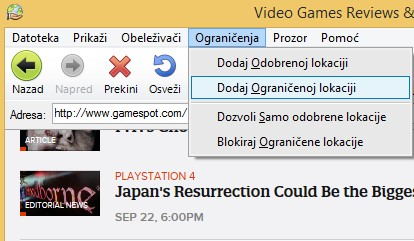 Video Games Reviews &
Datoteka Prikaži Obeleživači Ograničenja Prozor Pomoć
Dodaj Odobrenoj lokaciji
Dodaj Ograničenoj lokaciji
Dozvoli Samo odobrene lokacije
Blokiraj Ograničene lokacije
Nazad Napred Prekini Osveži
Adresa: http://www.gamespot.com/
ARTICLE
PLAYSTATION 4
Japan's Resurrection Could Be the Bigges
EDITORIAL NEWS
SEP 22, 6:00PM